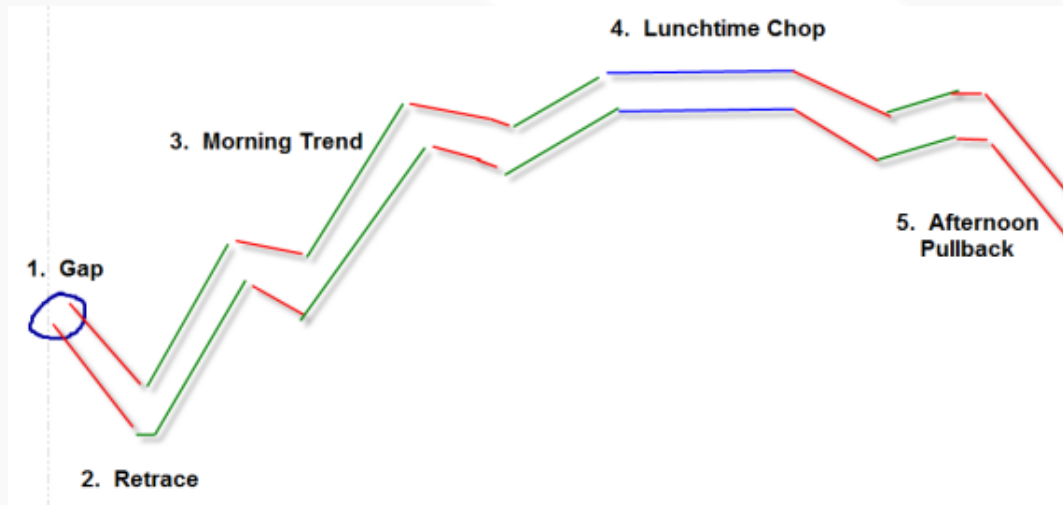 4. Lunchtime Chop
3. Morning Trend
5. Afternoon
Pullback
1. Gap
2. Retrace